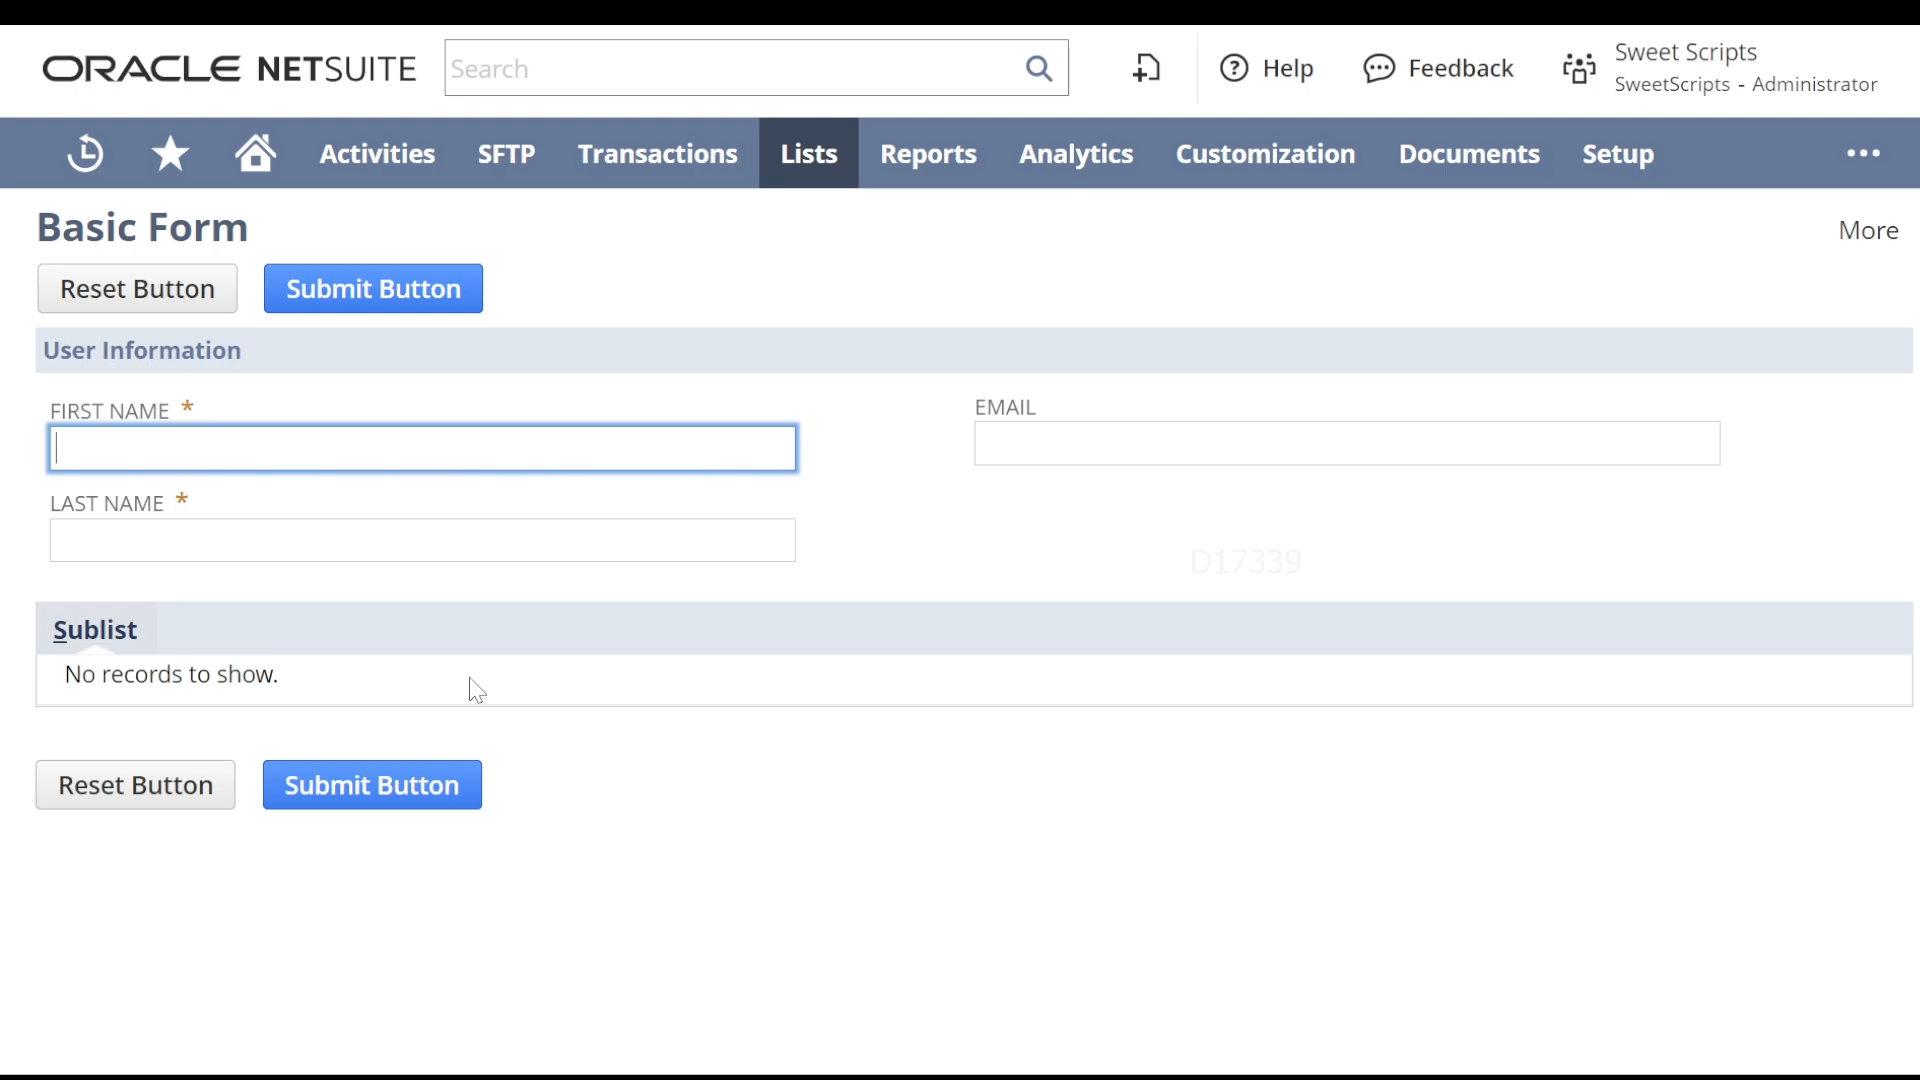 ORACLE NETSUITE
Search
Help
Feedback
Sweet Scripts
SweetScripts - Administrator
Activities
SFTP
Transactions
Lists
Reports
Analytics
Customization
Documents
Setup
Basic Form
More
Reset Button
Submit Button
User Information
FIRST NAME *
EMAIL
LAST NAME *
D17339
Sublist
No records to show.
Reset Button
Submit Button